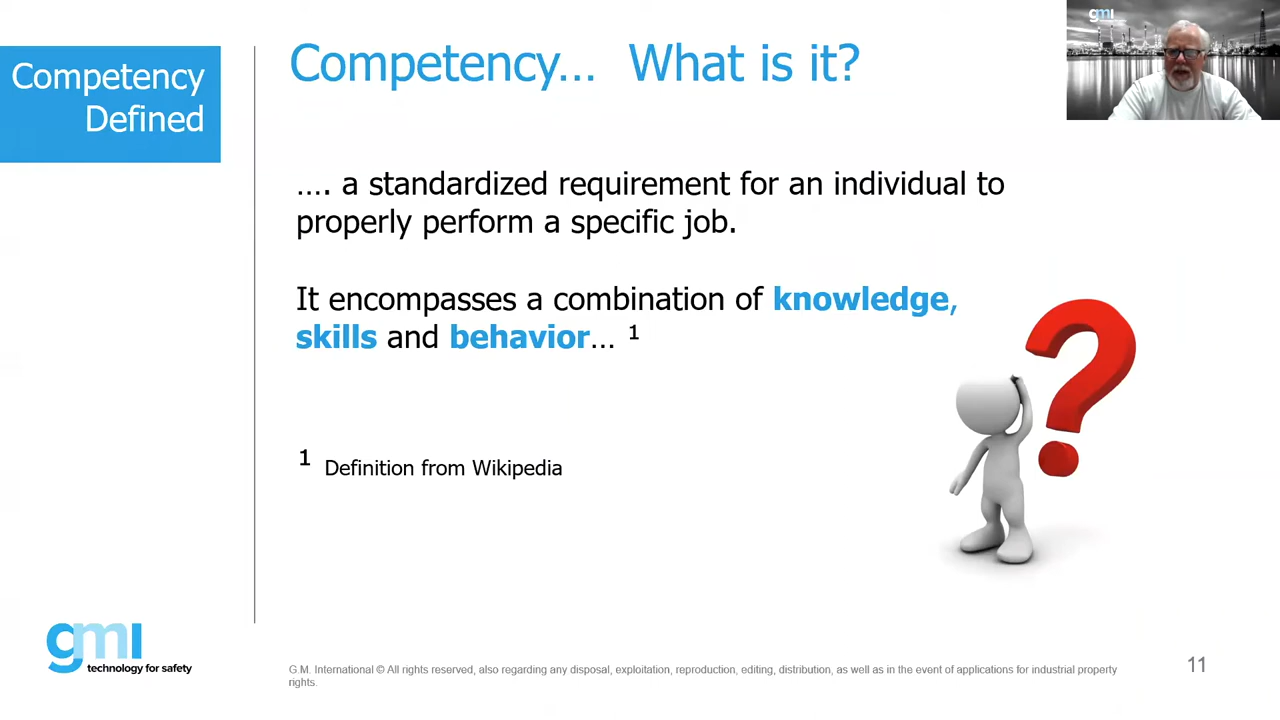 Competency
Defined
Competency... What is it?
gmi
.... a standardized requirement for an individual to
properly perform a specific job.
It encompasses a combination of knowledge,
skills and behavior... 1
1 Definition from Wikipedia
gmi
technology for safety
G.M. International © All rights reserved, also regarding any disposal, exploitation, reproduction, editing, distribution, as well as in the event of applications for industrial property
rights.
11